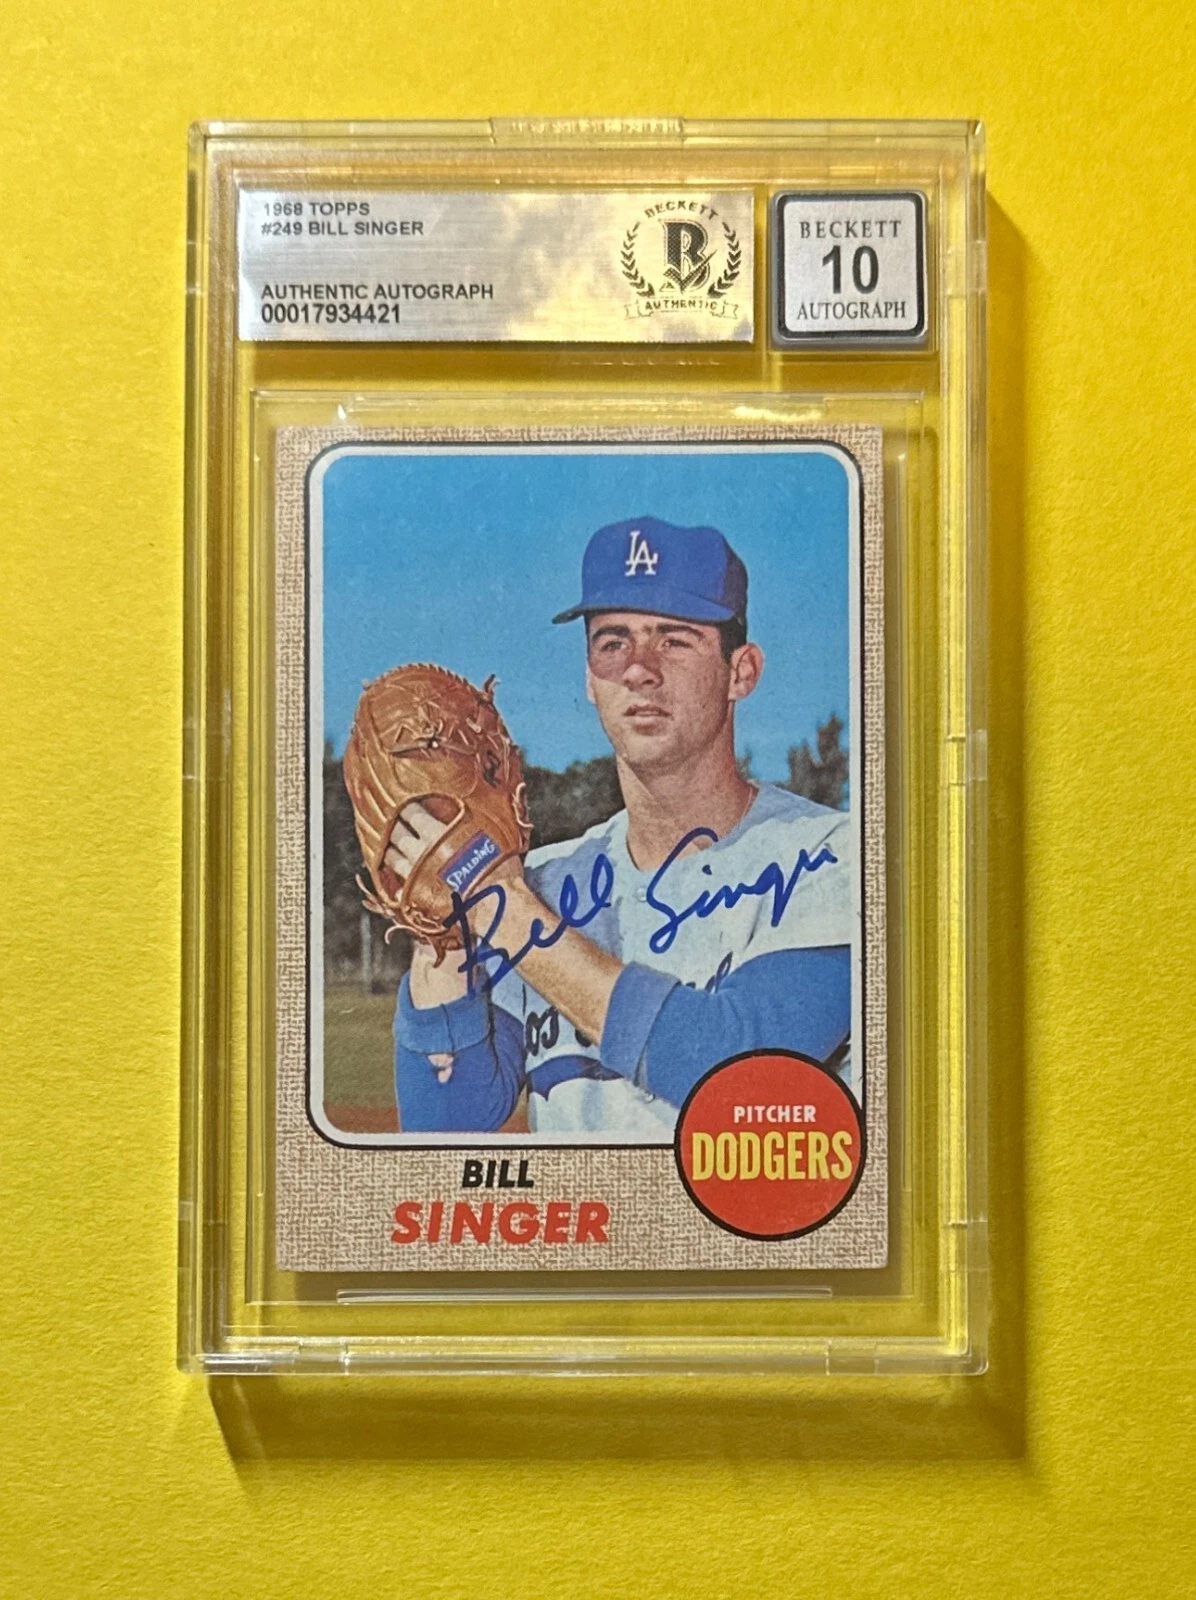 1968 TOPPS
#249 BILL SINGER
AUTHENTIC AUTOGRAPH
00017934421
BECKETT
B
AUTHENTIC
BECKETT
10
AUTOGRAPH
LA
SPALDING
Bill Singer
Los
PITCHER
DODGERS
BILL
SINGER